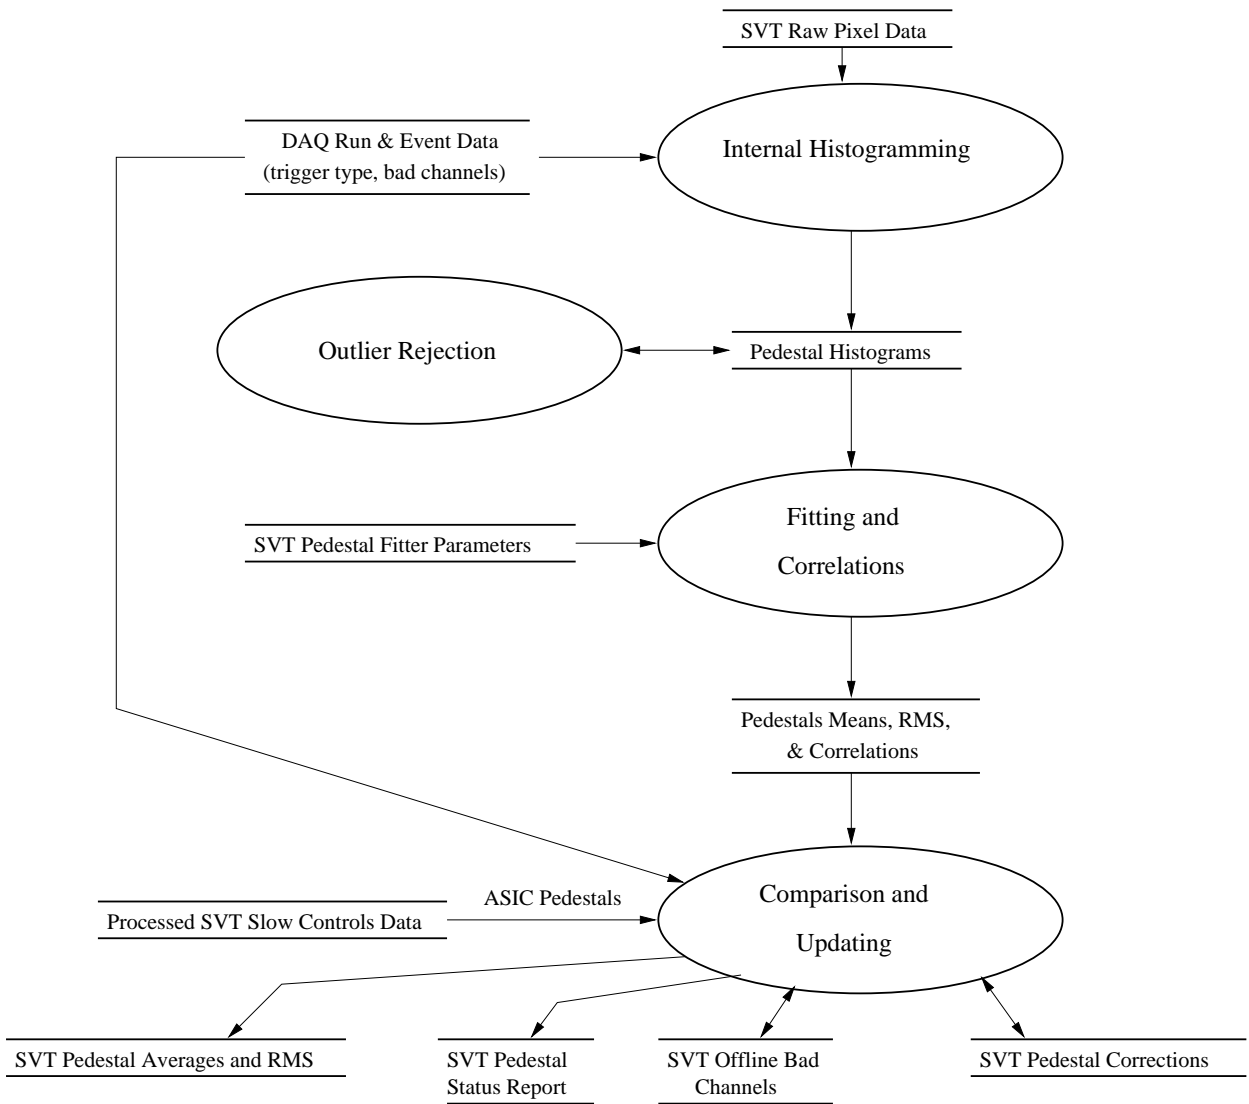 SVT Raw Pixel Data
DAQ Run & Event Data
(trigger type, bad channels)
Internal Histogramming
Outlier Rejection
Pedestal Histograms
Fitting and
Correlations
SVT Pedestal Fitter Parameters
Pedestals Means, RMS,
& Correlations
ASIC Pedestals
Processed SVT Slow Controls Data
Comparison and
Updating
SVT Pedestal Averages and RMS
SVT Pedestal
Status Report
SVT Offline Bad
Channels
SVT Pedestal Corrections